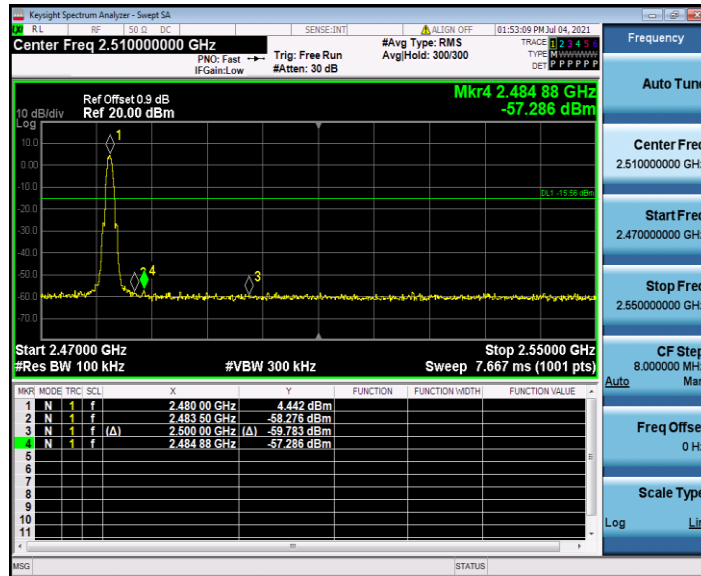 Keysight Spectrum Analyzer - Swept SA
RL RF 50 Ω DC SENSE:INT ALIGN OFF 01:53:09 PM Jul 04, 2021
Center Freq 2.510000000 GHz
PNO: Fast
IFGain:Low
Trig: Free Run
#Atten: 30 dB
#Avg Type: RMS
Avg|Hold: 300/300
TRACE 1 2 3 4 5 6
TYPE M W W W W W
DET P P P P P P
Frequency
Auto Tune
Center Freq
2.510000000 GHz
Start Freq
2.470000000 GHz
Stop Freq
2.550000000 GHz
CF Step
8.000000 MHz
Auto Man
Freq Offset
0 Hz
Scale Type
Log Lin
Mkr4 2.484 88 GHz
-57.286 dBm
Ref Offset 0.9 dB
10 dB/div Ref 20.00 dBm
Log
10.0
0.00
-10.0
-20.0
-30.0
-40.0
-50.0
-60.0
-70.0
1
DL1 -15.56 dBm
2 4
3
Start 2.47000 GHz Stop 2.55000 GHz
#Res BW 100 kHz #VBW 300 kHz Sweep 7.667 ms (1001 pts)
MKR MODE TRC SCL X Y FUNCTION FUNCTION WIDTH FUNCTION VALUE
1 N 1 f 2.480 00 GHz 4.442 dBm
2 N 1 f 2.483 50 GHz -58.276 dBm
3 N 1 f (Δ) 2.500 00 GHz (Δ) -59.783 dBm
4 N 1 f 2.484 88 GHz -57.286 dBm
5
6
7
8
9
10
11
MSG STATUS